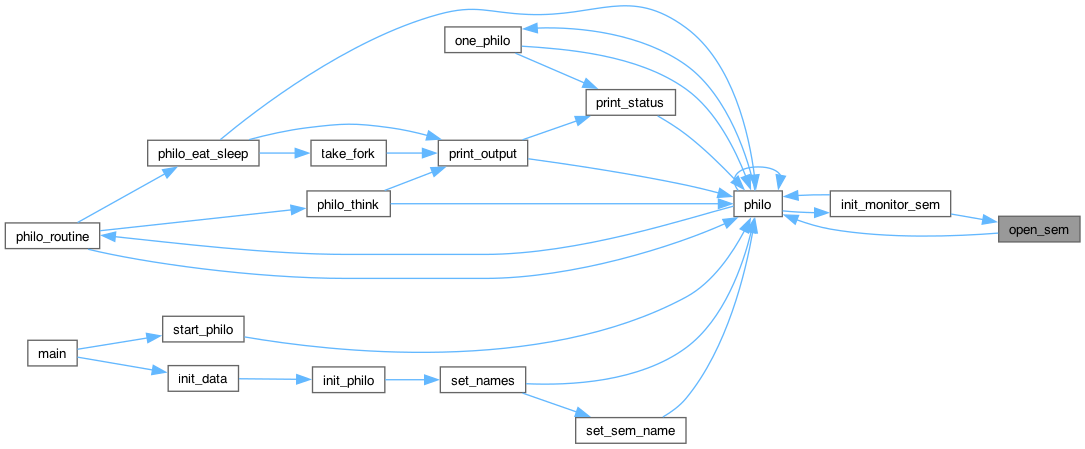 one_philo
print_status
philo_eat_sleep
take_fork
print_output
philo_think
philo
init_monitor_sem
philo_routine
open_sem
start_philo
main
init_data
init_philo
set_names
set_sem_name